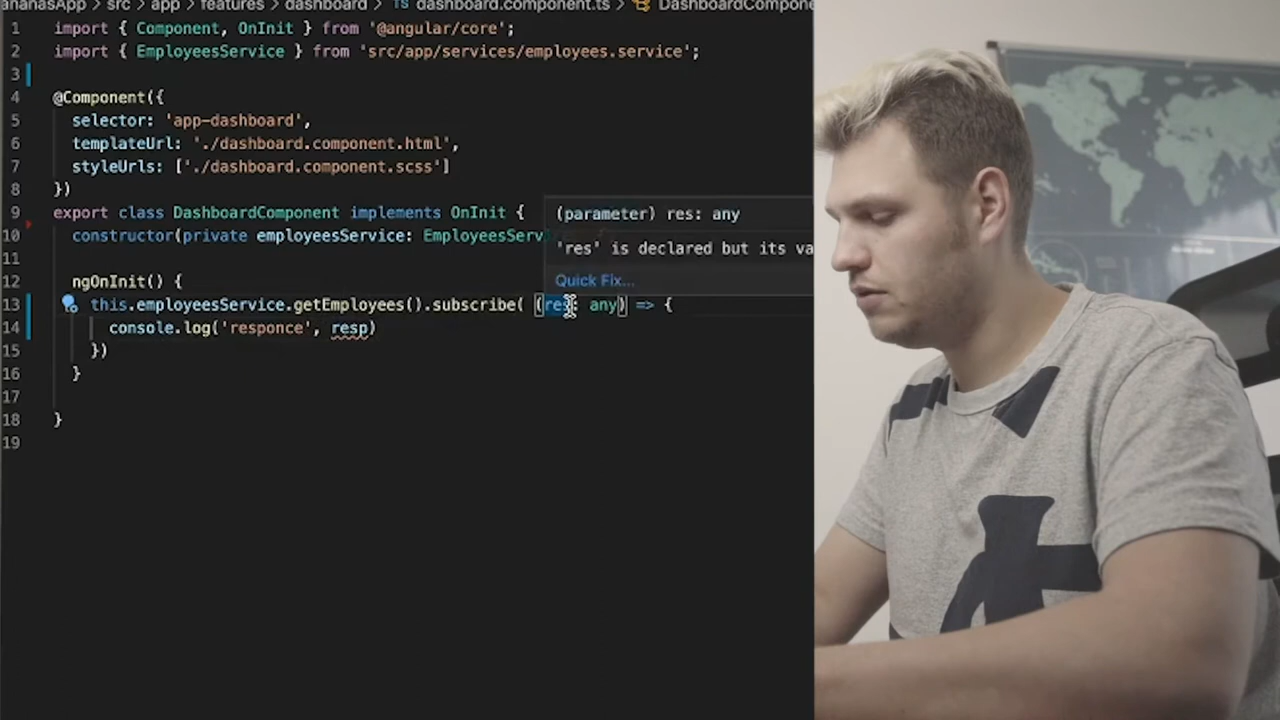 ananasApp > src > app > features > dashboard > TS dashboard.component.ts > DashboardCompone
1 import { Component, OnInit } from '@angular/core';
2 import { EmployeesService } from 'src/app/services/employees.service';
3
4 @Component({
5 selector: 'app-dashboard',
6 templateUrl: './dashboard.component.html',
7 styleUrls: ['./dashboard.component.scss']
8 })
9 export class DashboardComponent implements OnInit {
10 constructor(private employeesService: EmployeesServ
11
12 ngOnInit() {
13 this.employeesService.getEmployees().subscribe( (res: any) => {
14 console.log('responce', resp)
15 })
16 }
17
18 }
19
(parameter) res: any
'res' is declared but its va
Quick Fix...